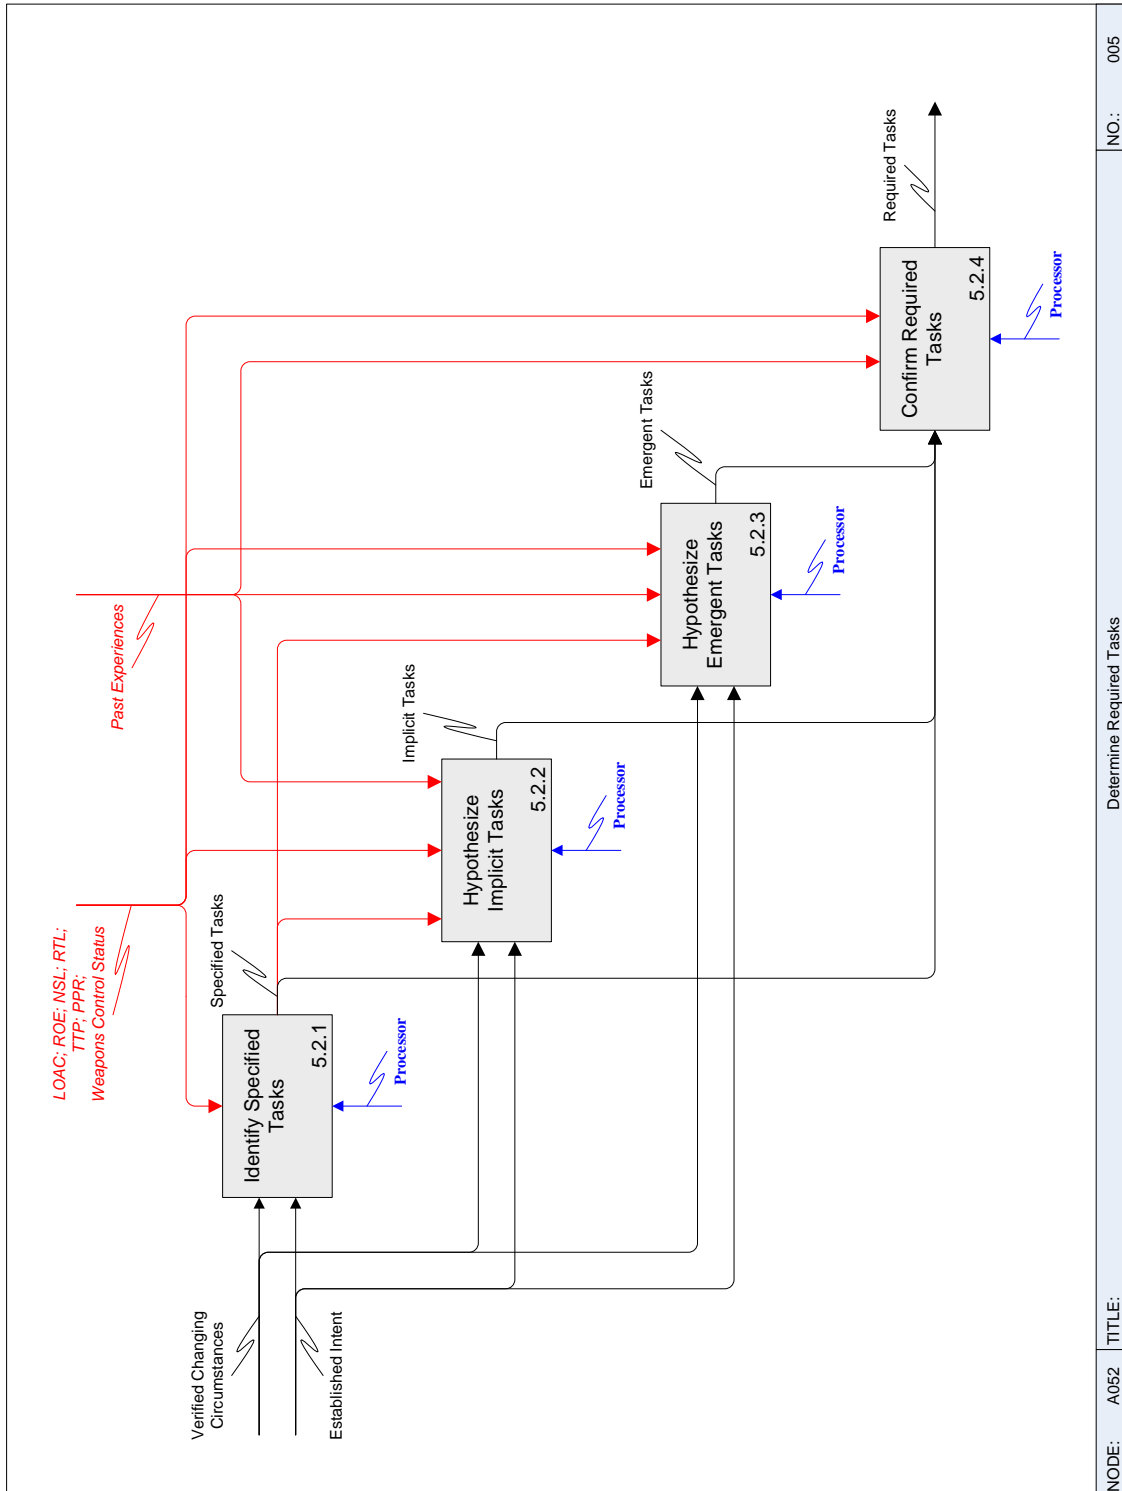 LOAC; ROE; NSL; RTL;
TTP; PPR;
Weapons Control Status
Past Experiences
Verified Changing
Circumstances
Established Intent
Identify Specified
Tasks
5.2.1
Processor
Specified Tasks
Hypothesize
Implicit Tasks
5.2.2
Processor
Implicit Tasks
Hypothesize
Emergent Tasks
5.2.3
Processor
Emergent Tasks
Confirm Required
Tasks
5.2.4
Processor
Required Tasks
NODE: A052 TITLE: Determine Required Tasks NO.: 005